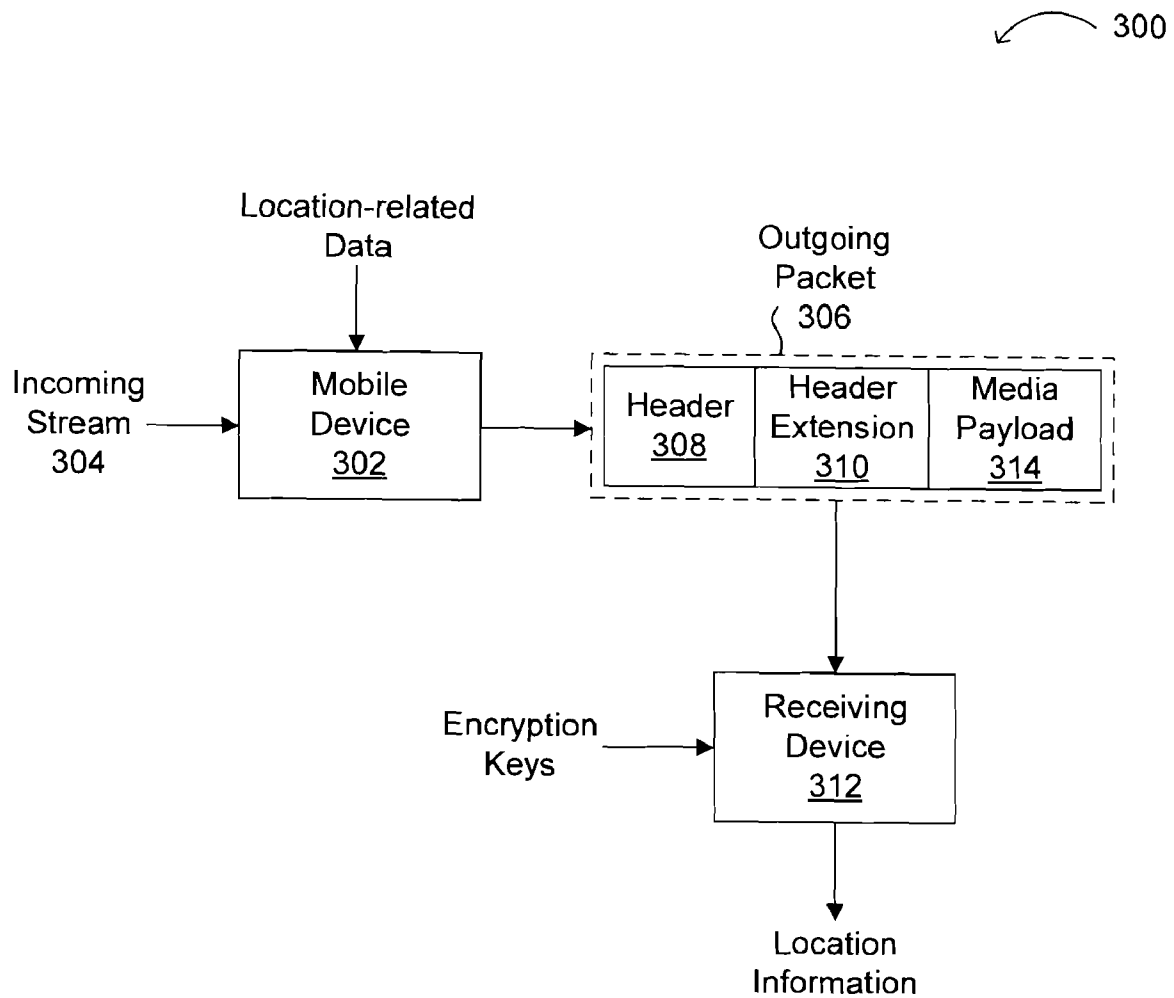 300
Location-related
Data
Outgoing
Packet
306
Incoming
Stream
304
Mobile
Device
302
Header
308
Header
Extension
310
Media
Payload
314
Encryption
Keys
Receiving
Device
312
Location
Information